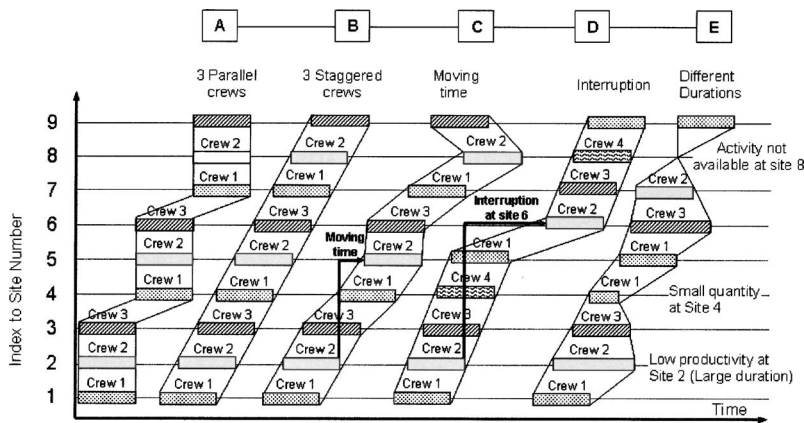 A B C D E
3 Parallel crews
3 Staggered crews
Moving time
Interruption
Different Durations
Index to Site Number
9
8 Crew 2 Crew 2 Crew 2 Crew 4
Activity not available at site 8
7 Crew 1 Crew 1 Crew 1 Crew 3 Crew 2
Interruption at site 6
6 Crew 3 Crew 3 Crew 3 Crew 2 Crew 3
Moving time
5 Crew 2 Crew 2 Crew 2 Crew 1 Crew 1
4 Crew 1 Crew 1 Crew 1 Crew 4 Crew 1
Small quantity at Site 4
3 Crew 3 Crew 3 Crew 3 Crew 3 Crew 3
2 Crew 2 Crew 2 Crew 2 Crew 2 Crew 2
Low productivity at Site 2 (Large duration)
1 Crew 1 Crew 1 Crew 1 Crew 1 Crew 1
Time